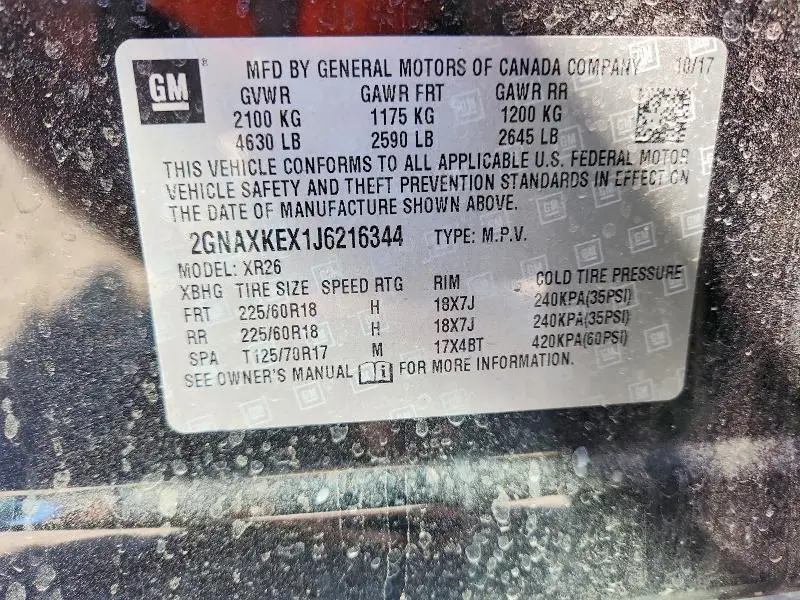 GM
MFD BY GENERAL MOTORS OF CANADA COMPANY 10/17
GVWR GAWR FRT GAWR RR
2100 KG 1175 KG 1200 KG
4630 LB 2590 LB 2645 LB
THIS VEHICLE CONFORMS TO ALL APPLICABLE U.S. FEDERAL MOTOR
VEHICLE SAFETY AND THEFT PREVENTION STANDARDS IN EFFECT ON
THE DATE OF MANUFACTURE SHOWN ABOVE.
2GNAXKEX1J6216344 TYPE: M.P.V.
MODEL: XR26
XBHG TIRE SIZE SPEED RTG RIM COLD TIRE PRESSURE
FRT 225/60R18 H 18X7J 240KPA(35PSI)
RR 225/60R18 H 18X7J 240KPA(35PSI)
SPA T125/70R17 M 17X4BT 420KPA(60PSI)
SEE OWNER'S MANUAL FOR MORE INFORMATION.